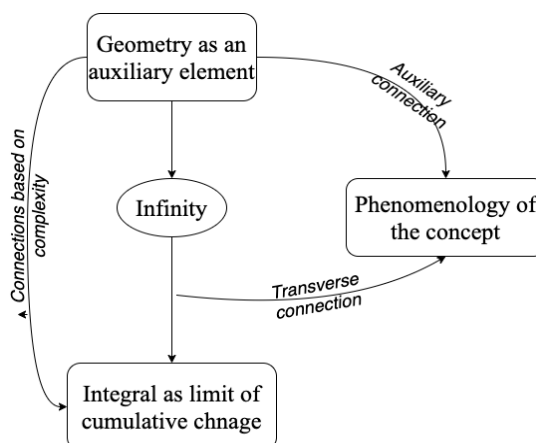 Geometry as an
auxiliary element
Auxiliary
connection
Connections based on
complexity
Infinity
Phenomenology of
the concept
Transverse
connection
Integral as limit of
cumulative chnage